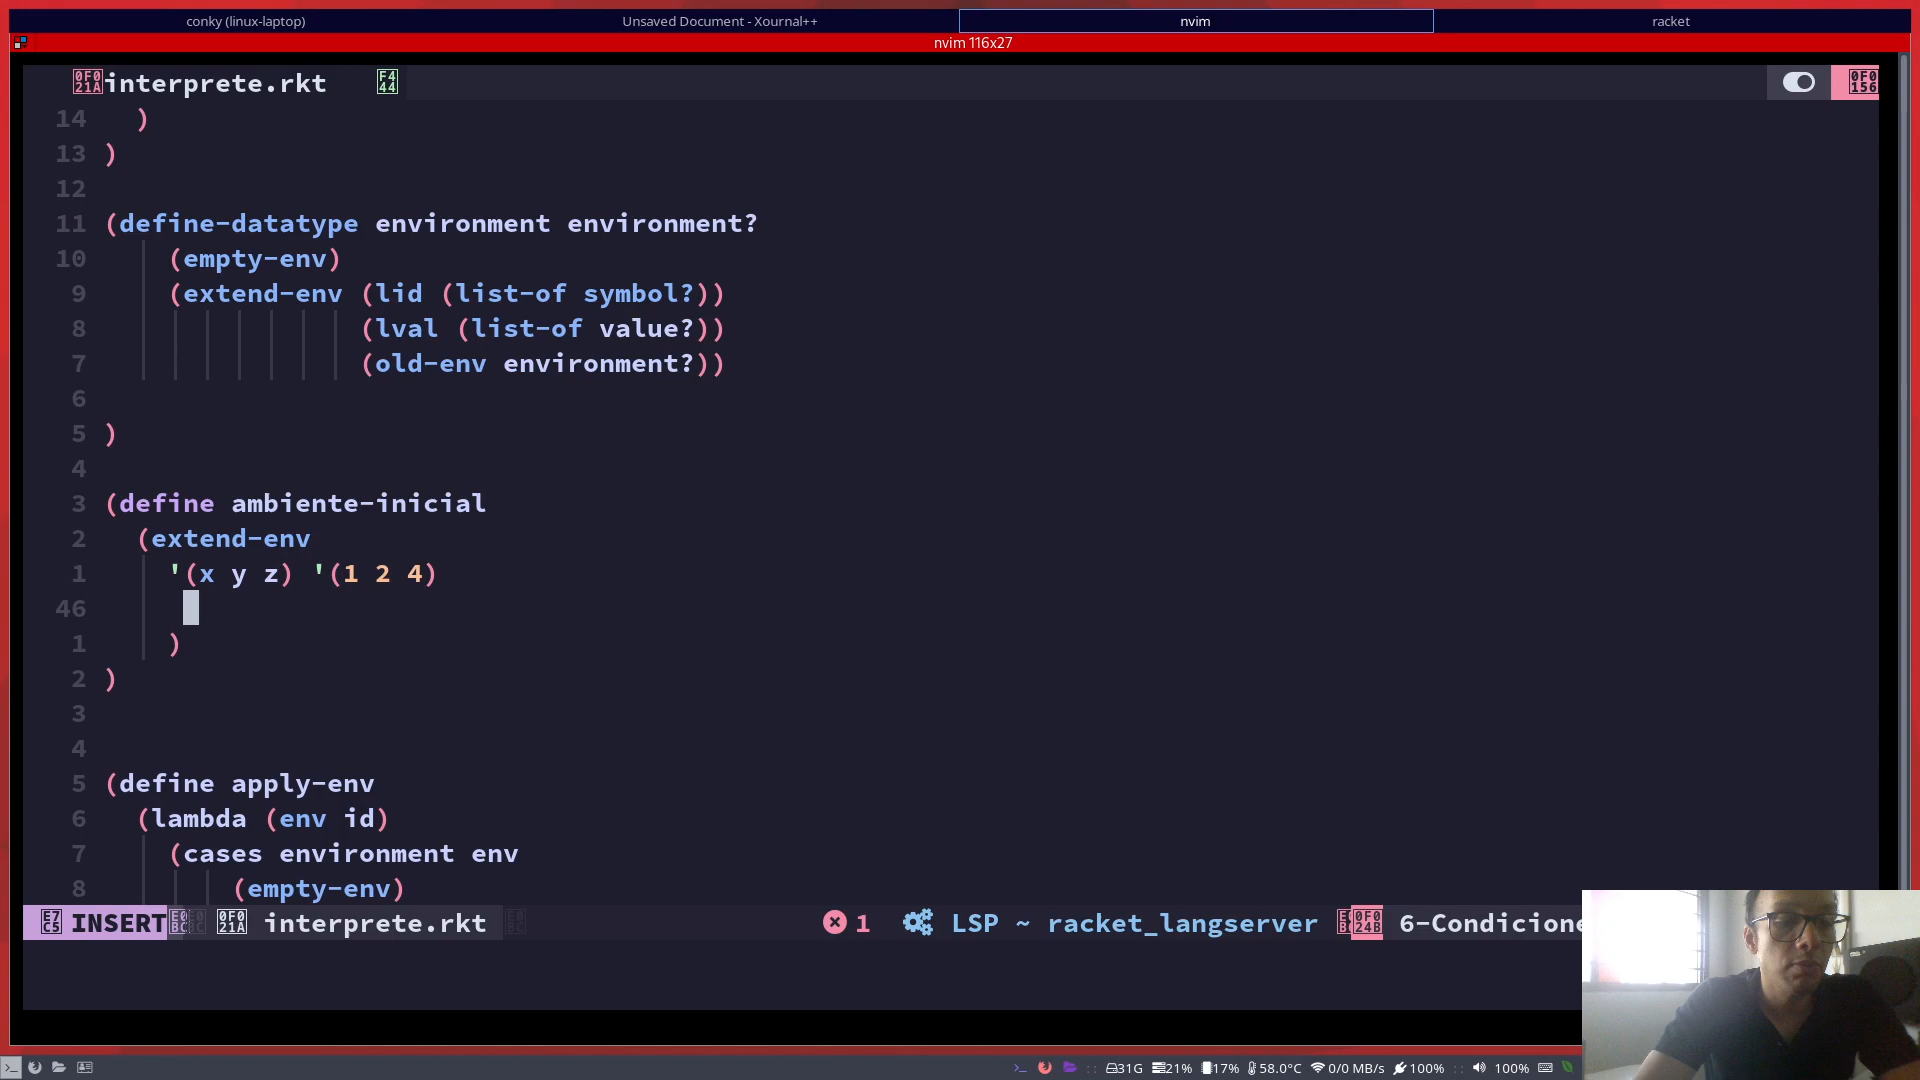 conky (linux-laptop) Unsaved Document - Xournal++ nvim racket
nvim 116x27
interprete.rkt
14 )
13 )
12
11 (define-datatype environment environment?
10 (empty-env)
9 (extend-env (lid (list-of symbol?))
8 (lval (list-of value?))
7 (old-env environment?))
6
5 )
4
3 (define ambiente-inicial
2 (extend-env
1 '(x y z) '(1 2 4)
46
1 )
2 )
3
4
5 (define apply-env
6 (lambda (env id)
7 (cases environment env
8 (empty-env)
INSERT interprete.rkt 1 LSP ~ racket_langserver 6-Condicione
31G 21% 17% 58.0°C 0/0 MB/s 100% :: 100%